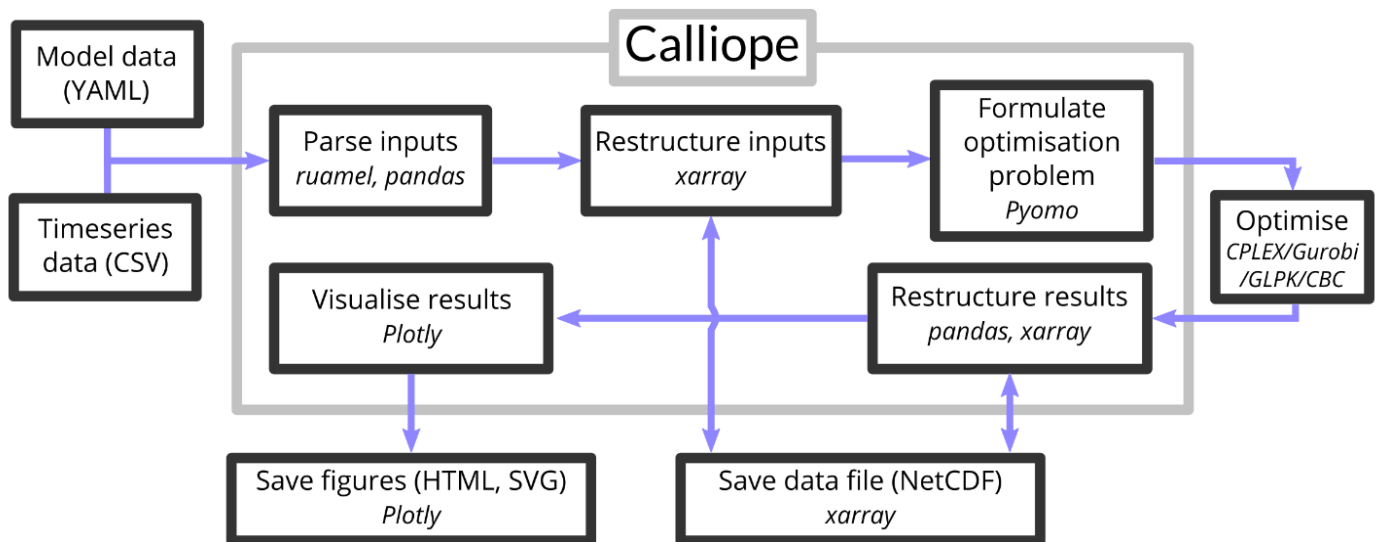 Calliope
Model data
(YAML)
Timeseries
data (CSV)
Parse inputs
ruamel, pandas
Restructure inputs
xarray
Formulate
optimisation
problem
Pyomo
Optimise
CPLEX/Gurobi
/GLPK/CBC
Restructure results
pandas, xarray
Visualise results
Plotly
Save figures (HTML, SVG)
Plotly
Save data file (NetCDF)
xarray